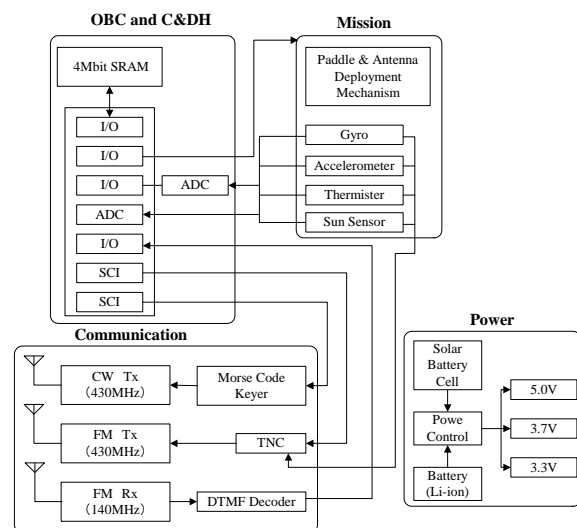 OBC and C&DH
4Mbit SRAM
I/O
I/O
I/O
ADC
ADC
I/O
SCI
SCI
Mission
Paddle & Antenna
Deployment
Mechanism
Gyro
Accelerometer
Thermister
Sun Sensor
Communication
CW Tx
(430MHz)
Morse Code
Keyer
FM Tx
(430MHz)
TNC
FM Rx
(140MHz)
DTMF Decoder
Power
Solar
Battery
Cell
Powe
Control
Battery
(Li-ion)
5.0V
3.7V
3.3V